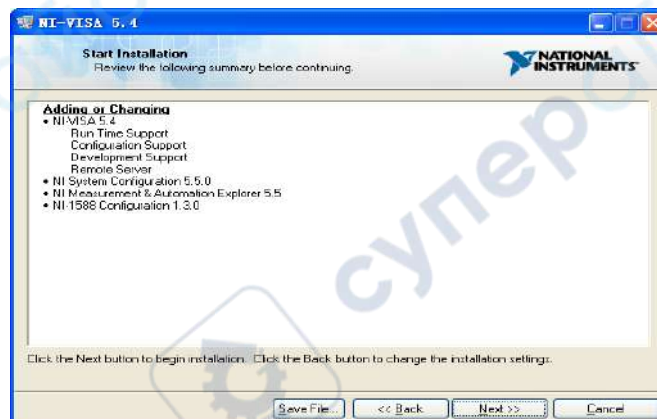 NI-VISA 5.4
Start Installation
Review the following summary before continuing.
NATIONAL
INSTRUMENTS
Adding or Changing
• NI-VISA 5.4
Run Time Support
Configuration Support
Development Support
Remote Server
• NI System Configuration 5.5.0
• NI Measurement & Automation Explorer 5.5
• NI-1588 Configuration 1.3.0
супер
Click the Next button to begin installation. Click the Back button to change the installation settings.
Save File... << Back Next >> Cancel